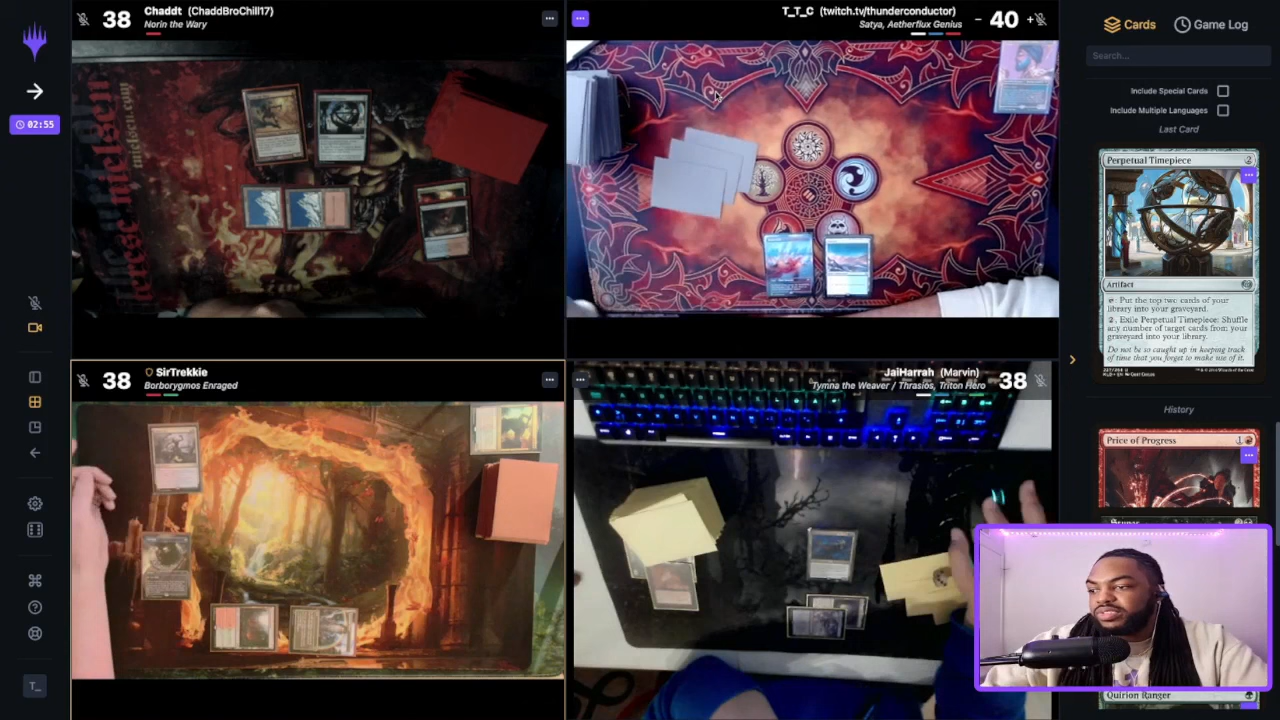 38
Chaddt (ChaddBroChill17)
Norin the Wary
T_T_C (twitch.tv/thunderconductor)
Satya, Aetherflux Genius
- 40 +
Cards
Game Log
Search...
Include Special Cards
Include Multiple Languages
Last Card
02:55
Perpetual Timepiece 2
Artifact
: Put the top two cards of your
library into your graveyard.
2, Exile Perpetual Timepiece: Shuffle
any number of target cards from your
graveyard into your library.
Do not be so caught up in keeping track
of time that you forget to make use of it.
38
SirTrekkie
Borborygmos Enraged
JaiHarrah (Marvin)
Tymna the Weaver / Thrasios, Triton Hero
38
History
Price of Progress 1
Quirion Ranger
T_